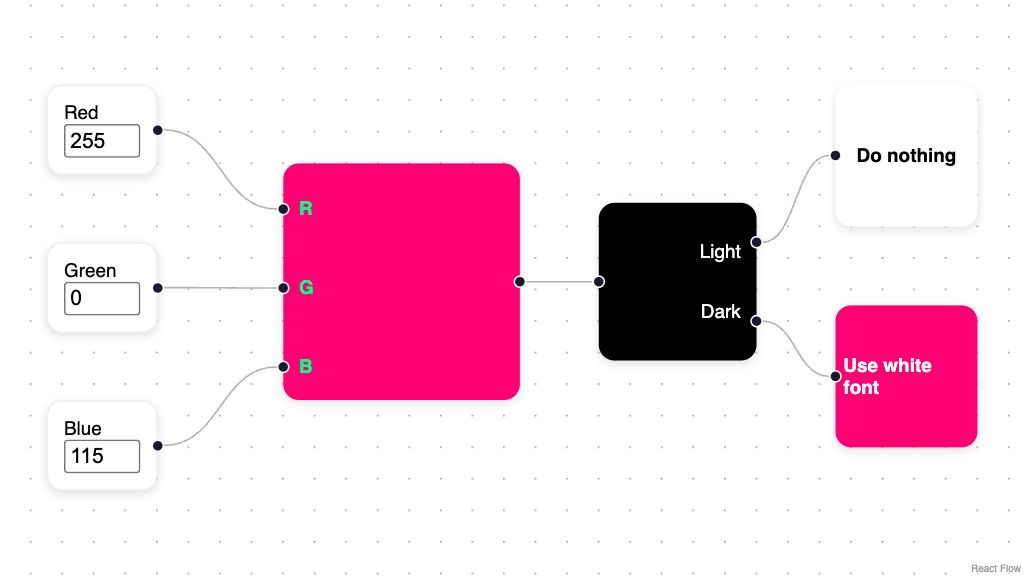 Red
255
Green
0
Blue
115
R
G
B
Light
Dark
Do nothing
Use white
font
React Flow